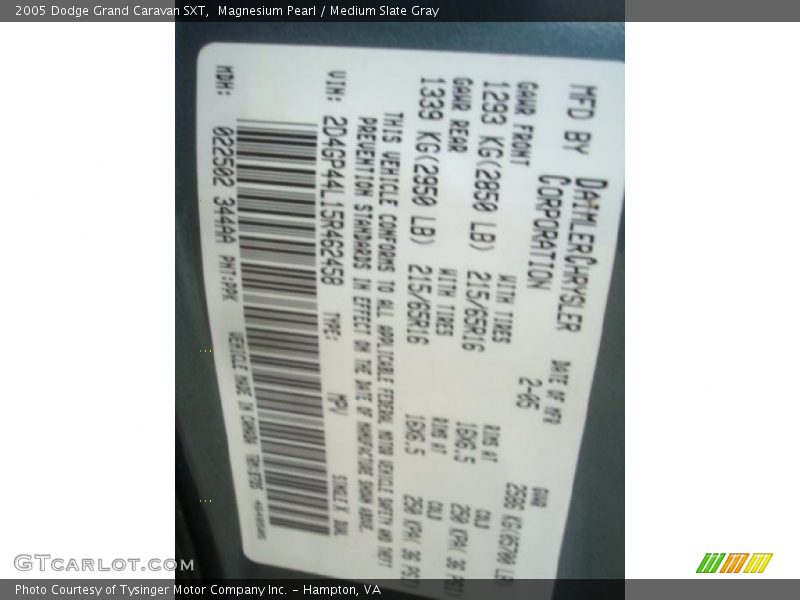 2005 Dodge Grand Caravan SXT, Magnesium Pearl / Medium Slate Gray
MFD BY DAIMLERCHRYSLER CORPORATION
DATE OF MFR 2-05
GVWR 2586 KG(5700 LB)
GAWR FRONT WITH TIRES RIMS AT COLD
1293 KG(2850 LB) 215/65R16 16X6.5 250 KPA( 36 PSI)
GAWR REAR WITH TIRES RIMS AT COLD
1339 KG(2950 LB) 215/65R16 16X6.5 250 KPA( 36 PSI)
THIS VEHICLE CONFORMS TO ALL APPLICABLE FEDERAL MOTOR VEHICLE SAFETY AND THEFT
PREVENTION STANDARDS IN EFFECT ON THE DATE OF MANUFACTURE SHOWN ABOVE.
VIN: 2D4GP44L15R462458 TYPE: MPV SINGLE X DUAL
MDH: 022502 344AA PNT:PPK VEHICLE MADE IN CANADA
GTCarLot.com
Photo Courtesy of Tysinger Motor Company Inc. - Hampton, VA